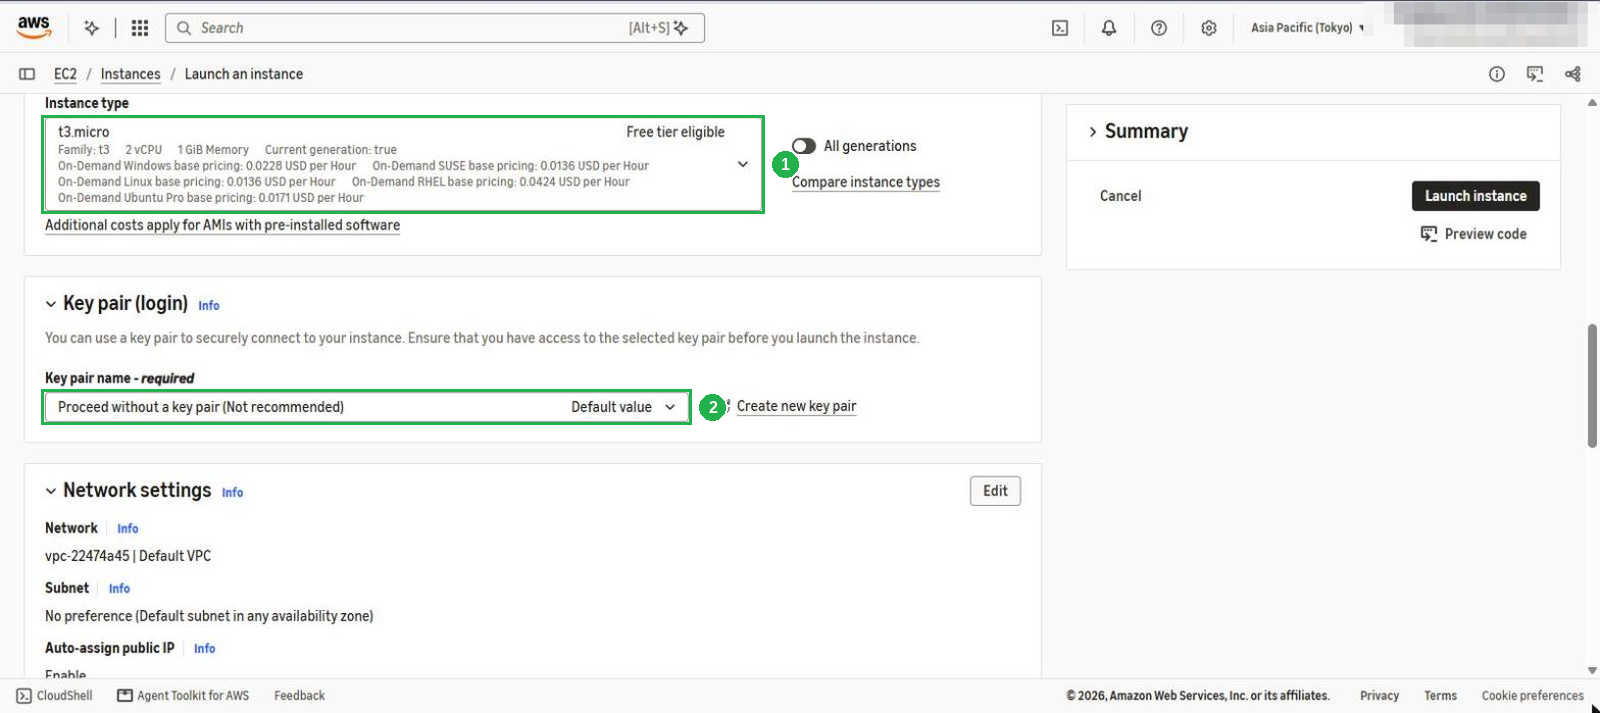 aws
Search [Alt+S]
Asia Pacific (Tokyo)
EC2 / Instances / Launch an instance
Instance type
t3.micro Free tier eligible
Family: t3 2 vCPU 1 GiB Memory Current generation: true
On-Demand Windows base pricing: 0.0228 USD per Hour On-Demand SUSE base pricing: 0.0136 USD per Hour
On-Demand Linux base pricing: 0.0136 USD per Hour On-Demand RHEL base pricing: 0.0424 USD per Hour
On-Demand Ubuntu Pro base pricing: 0.0171 USD per Hour
1
All generations
Compare instance types
Additional costs apply for AMIs with pre-installed software
Key pair (login) Info
You can use a key pair to securely connect to your instance. Ensure that you have access to the selected key pair before you launch the instance.
Key pair name - required
Proceed without a key pair (Not recommended) Default value
2
Create new key pair
Network settings Info
Edit
Network Info
vpc-22474a45 | Default VPC
Subnet Info
No preference (Default subnet in any availability zone)
Auto-assign public IP Info
Enable
Summary
Cancel
Launch instance
Preview code
CloudShell Agent Toolkit for AWS Feedback
© 2026, Amazon Web Services, Inc. or its affiliates. Privacy Terms Cookie preferences